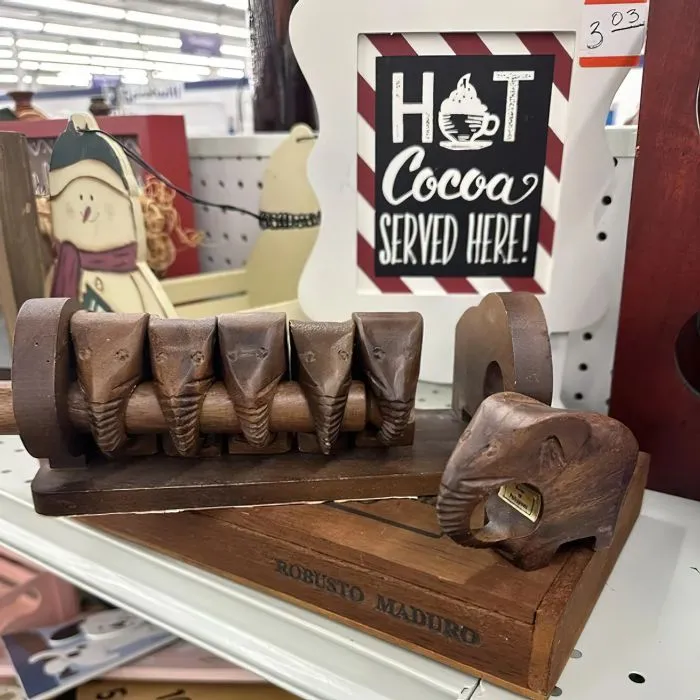 3 03
HOT
Cocoa
SERVED HERE!
ROBUSTO MADURO